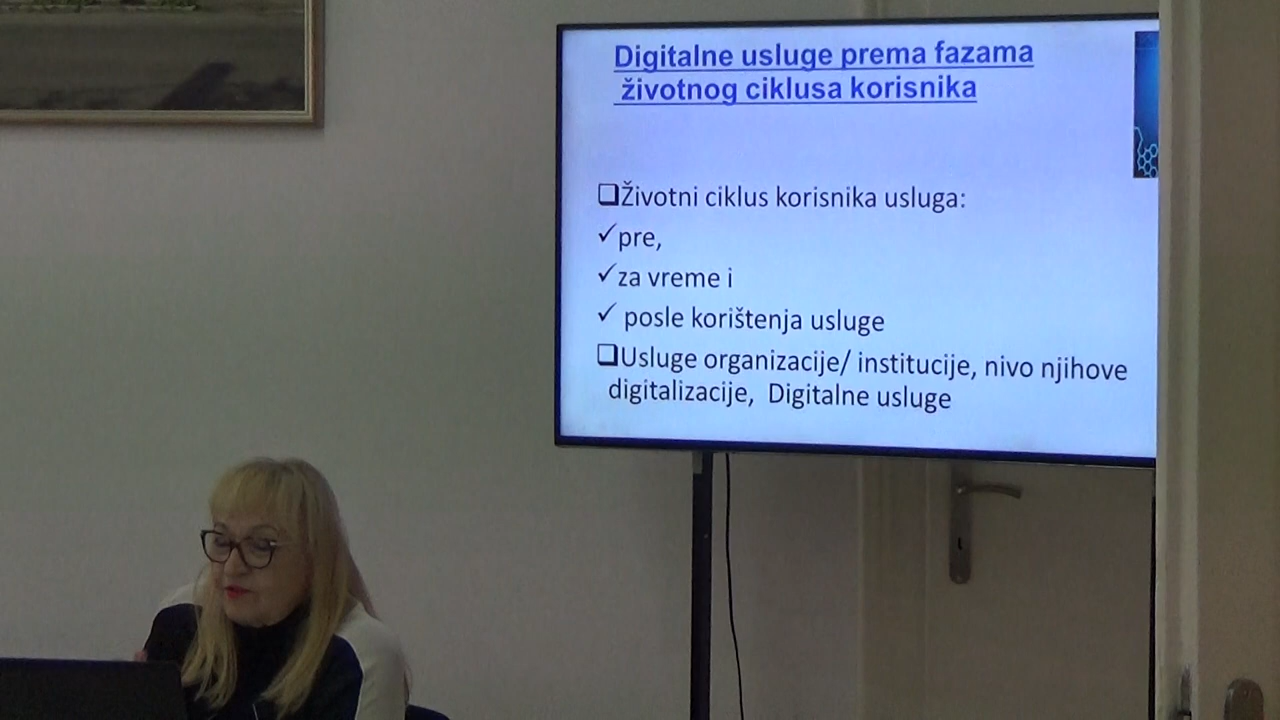 Digitalne usluge prema fazama
životnog ciklusa korisnika
Životni ciklus korisnika usluga:
pre,
za vreme i
posle korištenja usluge
Usluge organizacije/ institucije, nivo njihove
digitalizacije, Digitalne usluge